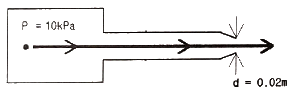 P = 10kPa
d = 0.02m